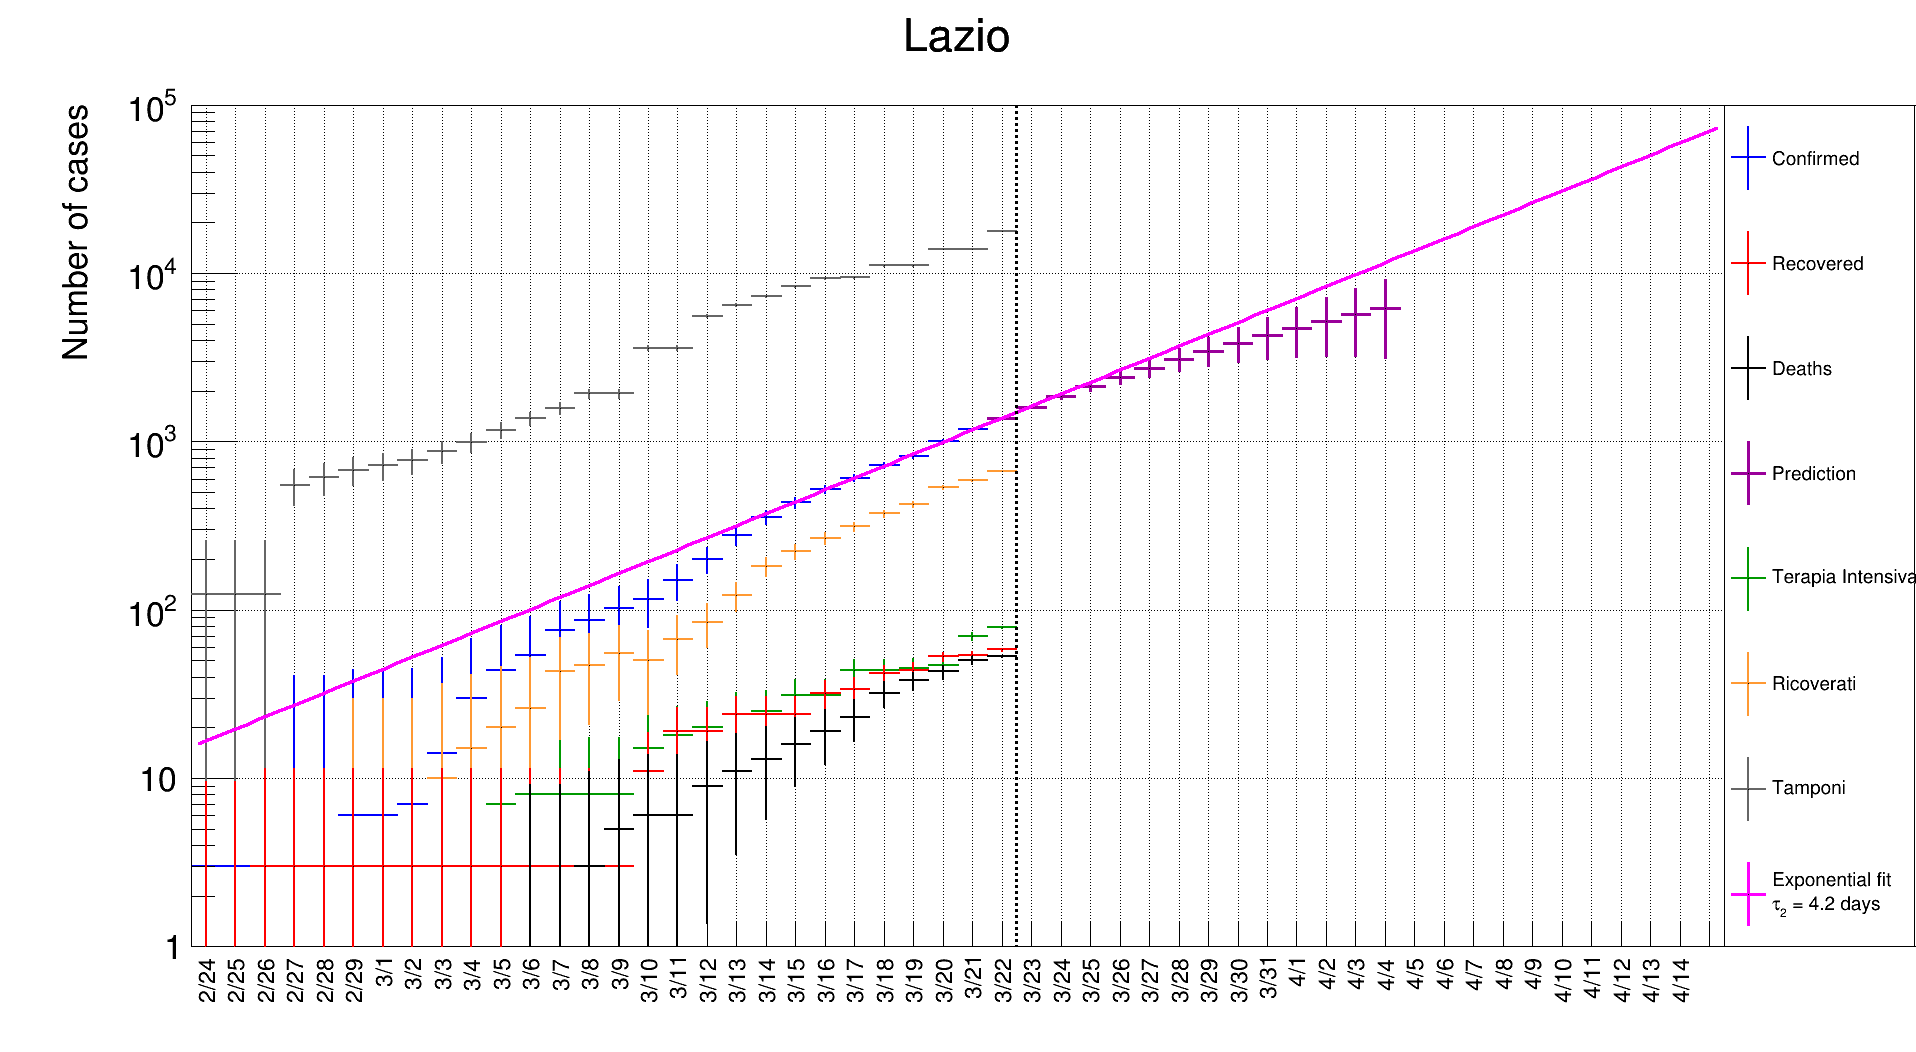 Lazio
Number of cases
10^5
10^4
10^3
10^2
10
1
2/24 2/25 2/26 2/27 2/28 2/29 3/1 3/2 3/3 3/4 3/5 3/6 3/7 3/8 3/9 3/10 3/11 3/12 3/13 3/14 3/15 3/16 3/17 3/18 3/19 3/20 3/21 3/22 3/23 3/24 3/25 3/26 3/27 3/28 3/29 3/30 3/31 4/1 4/2 4/3 4/4 4/5 4/6 4/7 4/8 4/9 4/10 4/11 4/12 4/13 4/14
Confirmed
Recovered
Deaths
Prediction
Terapia Intensiva
Ricoverati
Tamponi
Exponential fit
τ₂ = 4.2 days